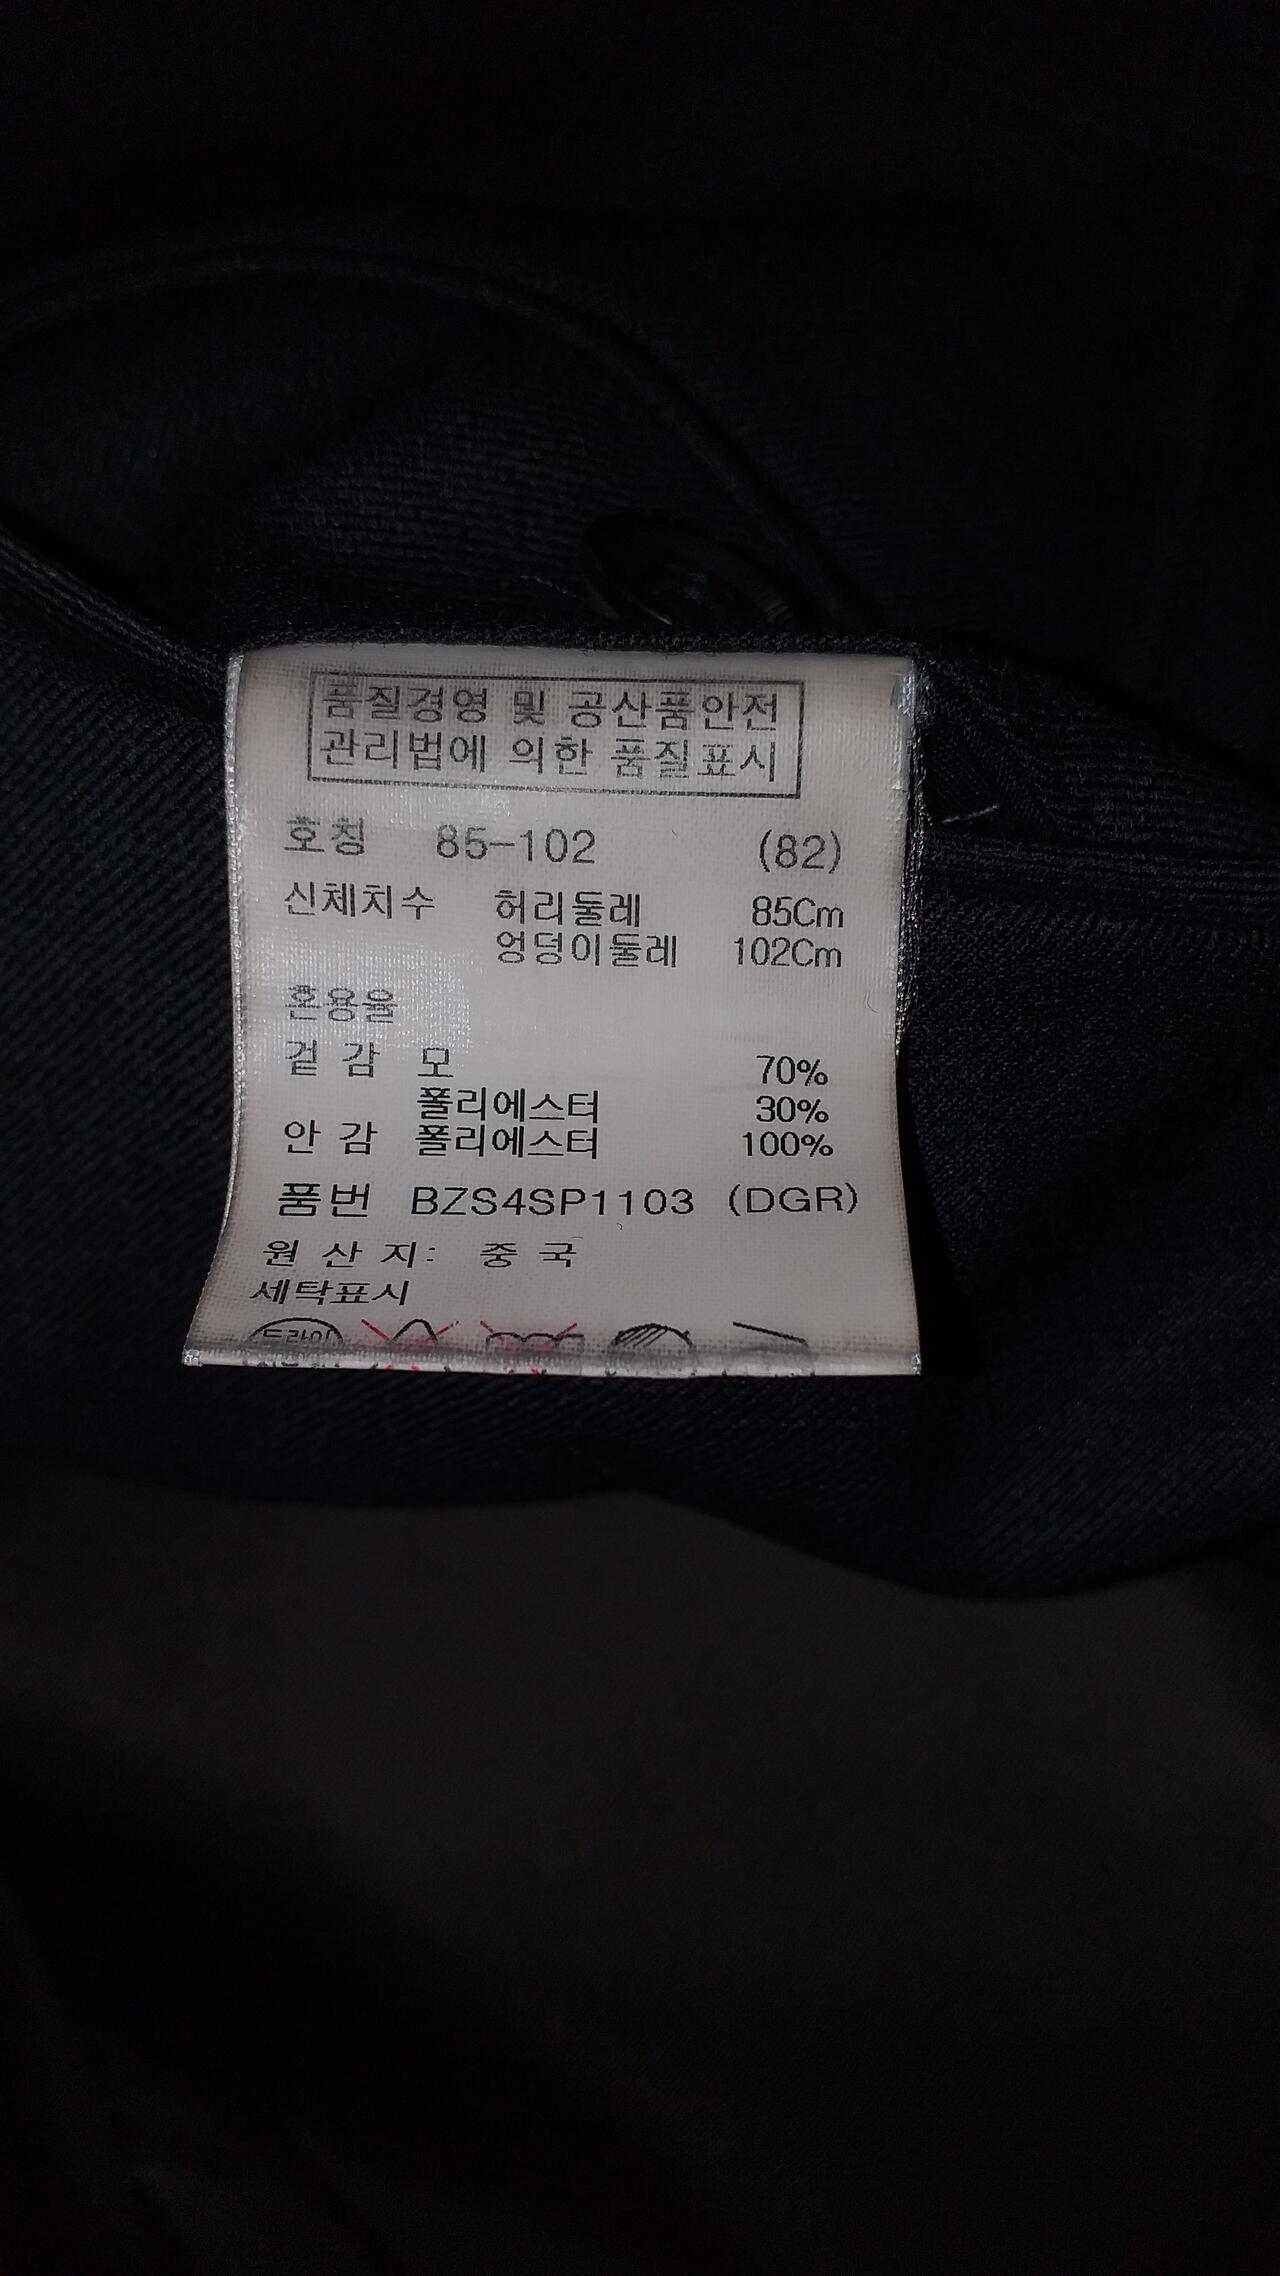 품질경영 및 공산품안전
관리법에 의한 품질표시
호칭 85-102 (82)
신체치수 허리둘레 85Cm
엉덩이둘레 102Cm
혼용율
겉 감 모 70%
폴리에스터 30%
안 감 폴리에스터 100%
품번 BZS4SP1103 (DGR)
원 산 지: 중 국
세탁표시
드라이